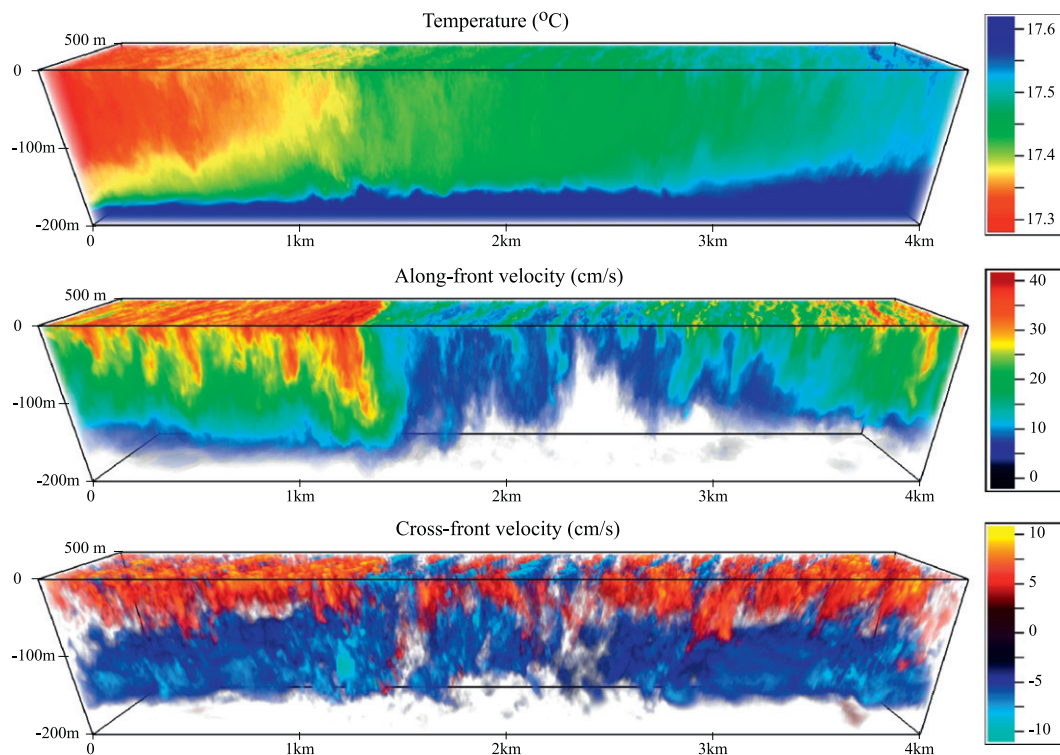 Temperature (ºC)
500 m
0
-100m
-200m
0 1km 2km 3km 4km
17.6
17.5
17.4
17.3
Along-front velocity (cm/s)
500 m
0
-100m
-200m
0 1km 2km 3km 4km
40
30
20
10
0
Cross-front velocity (cm/s)
500 m
0
-100m
-200m
0 1km 2km 3km 4km
10
5
0
-5
-10